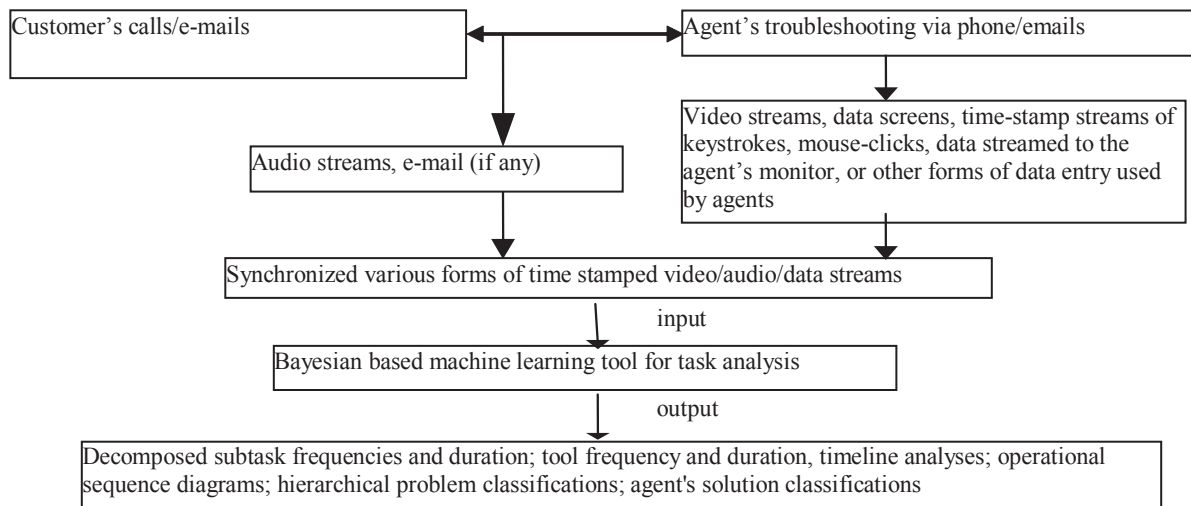 Customer's calls/e-mails
Agent's troubleshooting via phone/emails
Video streams, data screens, time-stamp streams of
keystrokes, mouse-clicks, data streamed to the
agent's monitor, or other forms of data entry used
by agents
Audio streams, e-mail (if any)
Synchronized various forms of time stamped video/audio/data streams
input
Bayesian based machine learning tool for task analysis
output
Decomposed subtask frequencies and duration; tool frequency and duration, timeline analyses; operational
sequence diagrams; hierarchical problem classifications; agent's solution classifications